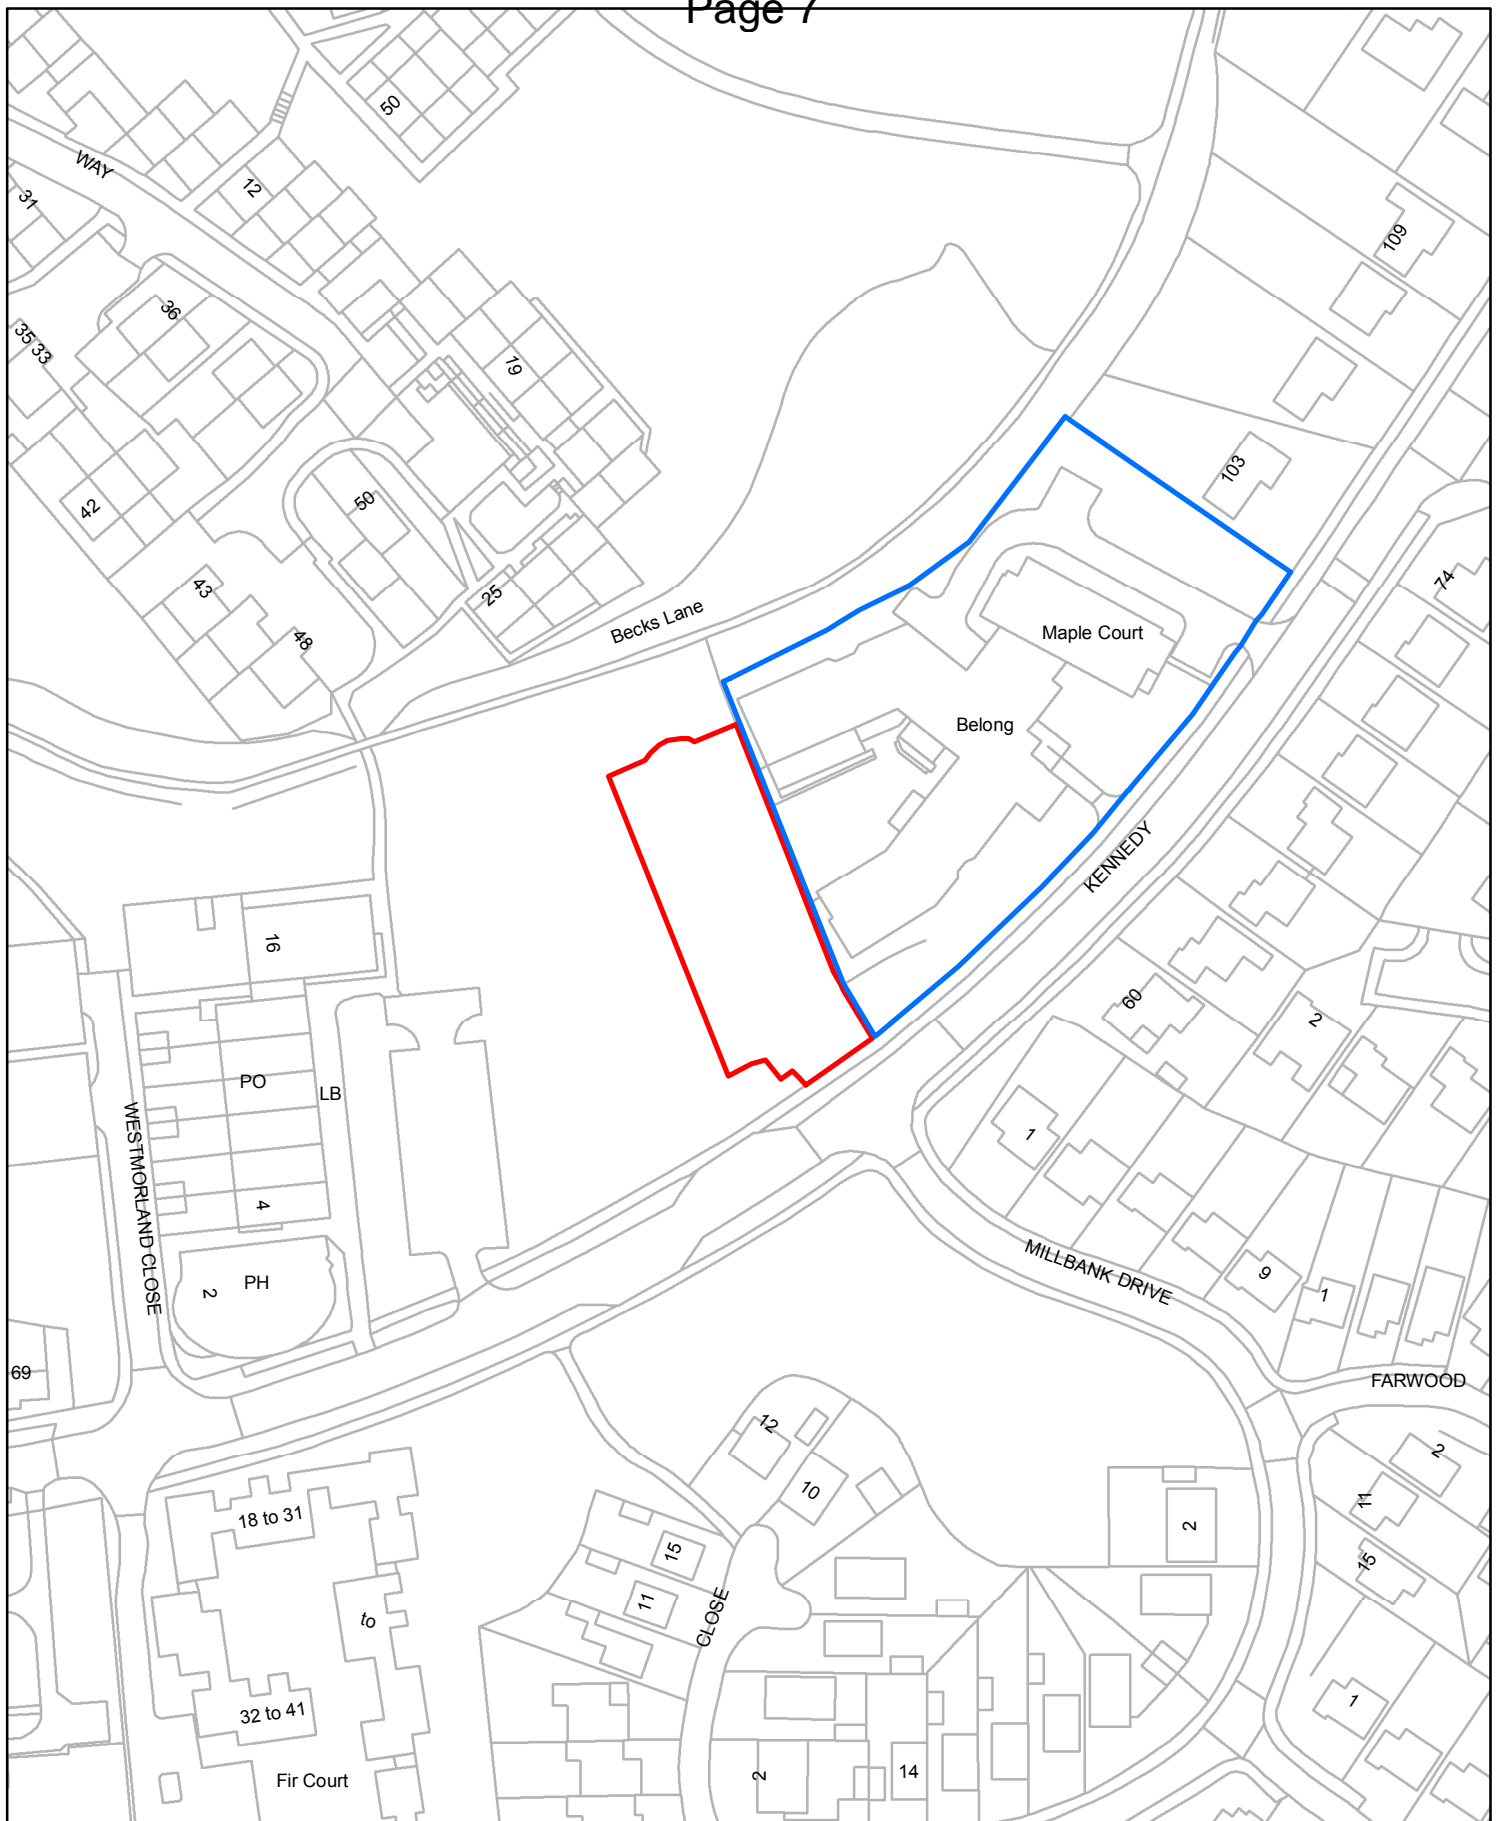 Page 7
50
WAY
12
31
109
36
35 33
19
103
50
42
74
43
25
48
Becks Lane
Maple Court
Belong
KENNEDY
16
60
2
PO
LB
WESTMORLAND CLOSE
1
4
MILLBANK DRIVE
9
1
PH
2
69
FARWOOD
12
2
10
11
18 to 31
2
15
15
11
to
CLOSE
1
32 to 41
14
2
Fir Court